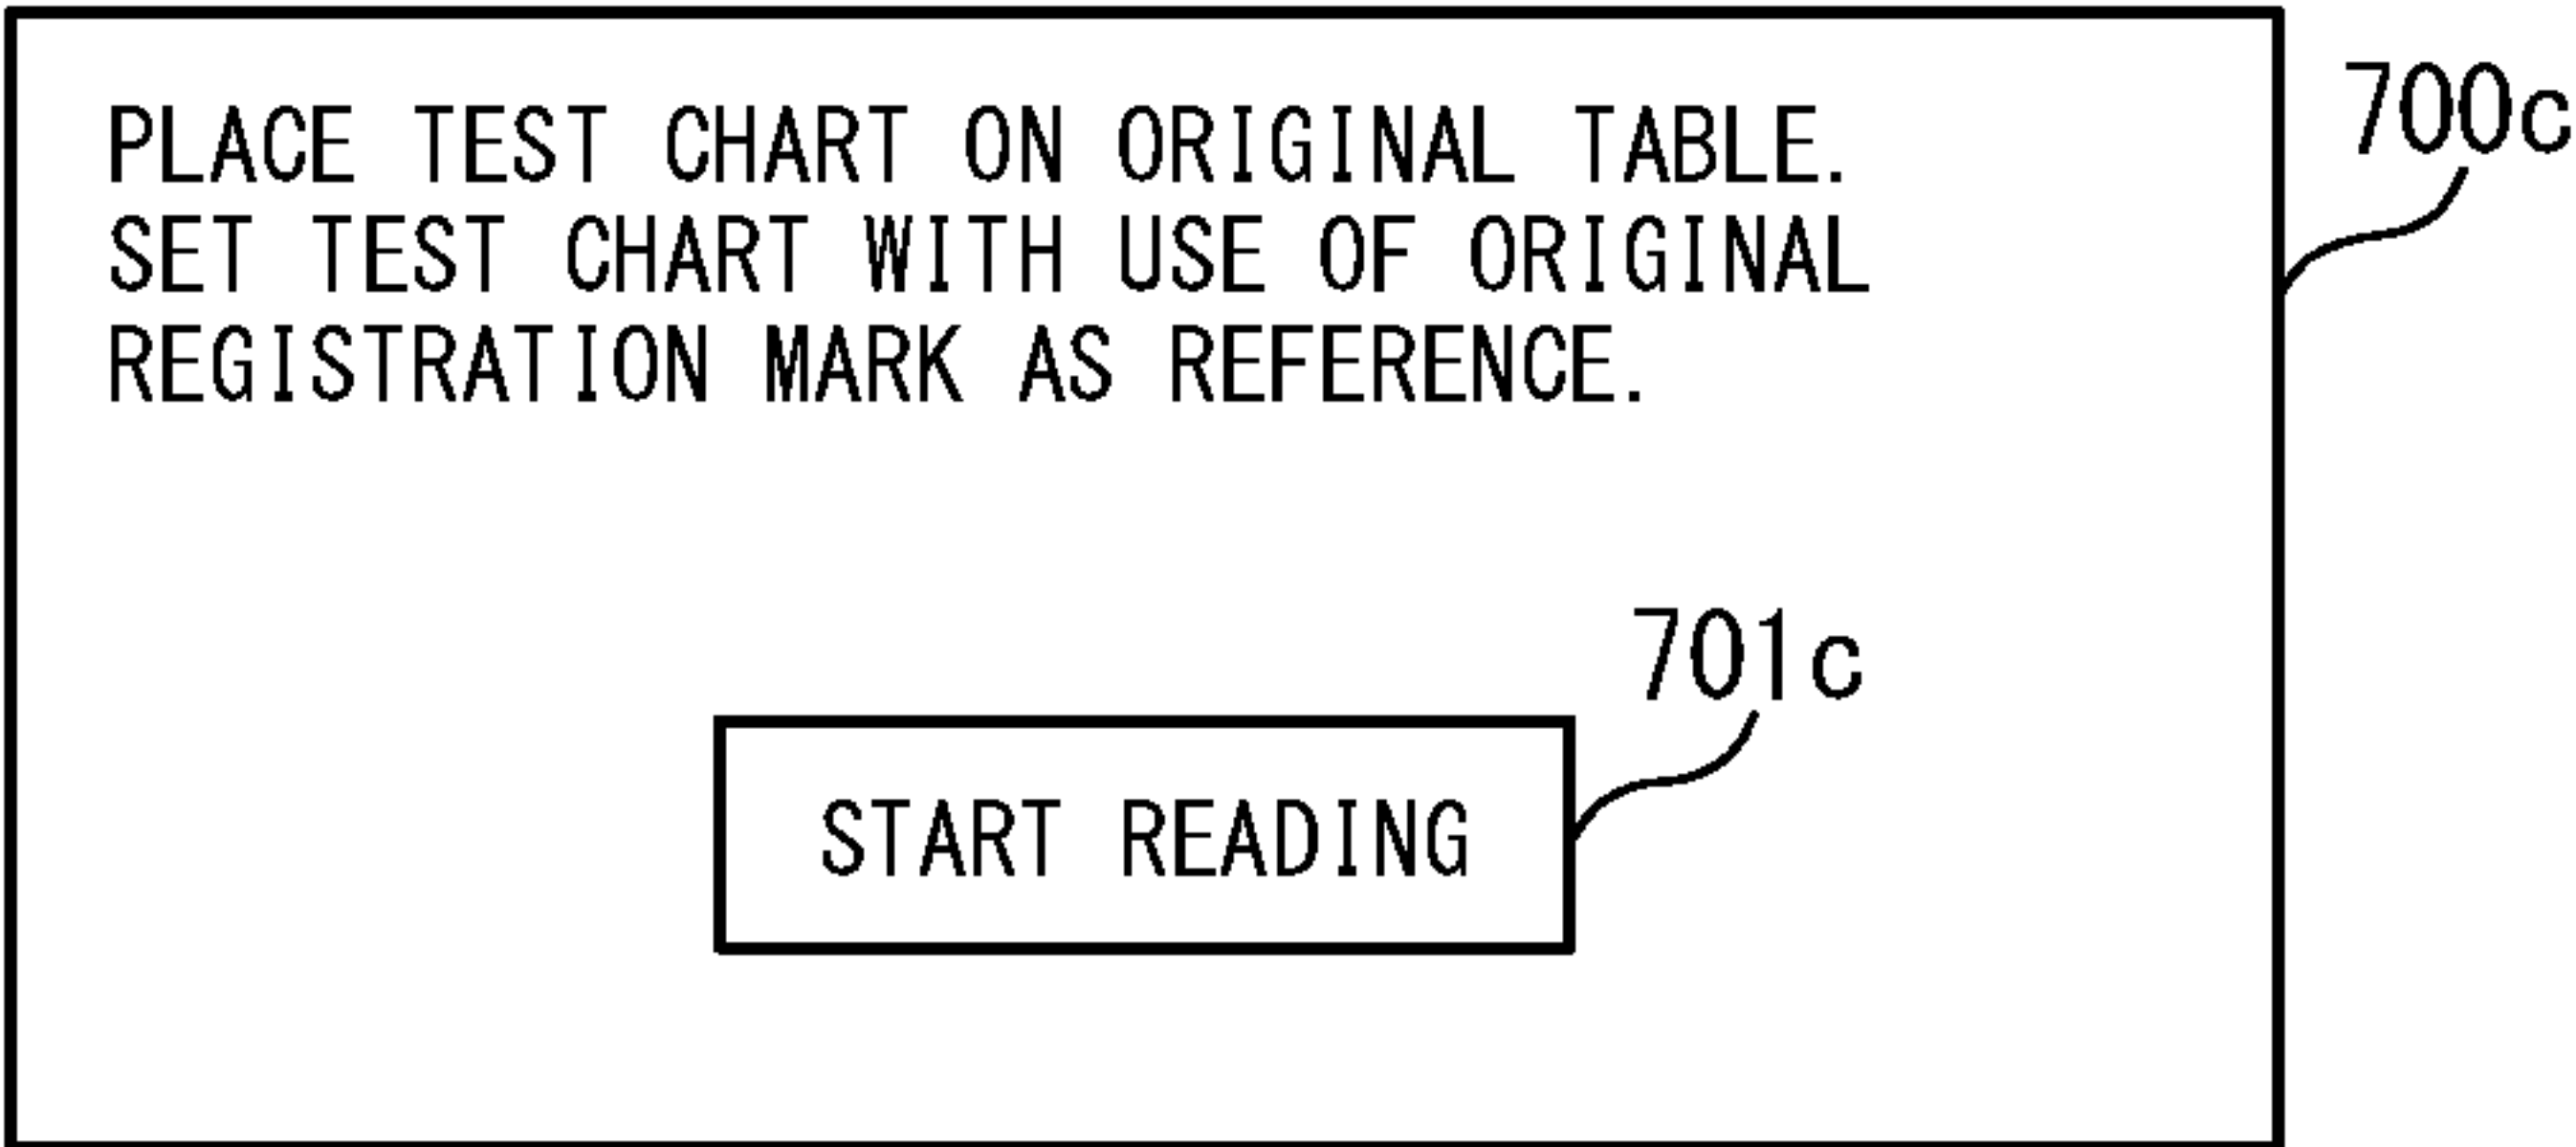 PLACE TEST CHART ON ORIGINAL TABLE.
SET TEST CHART WITH USE OF ORIGINAL
REGISTRATION MARK AS REFERENCE.
700c
701c
START READING